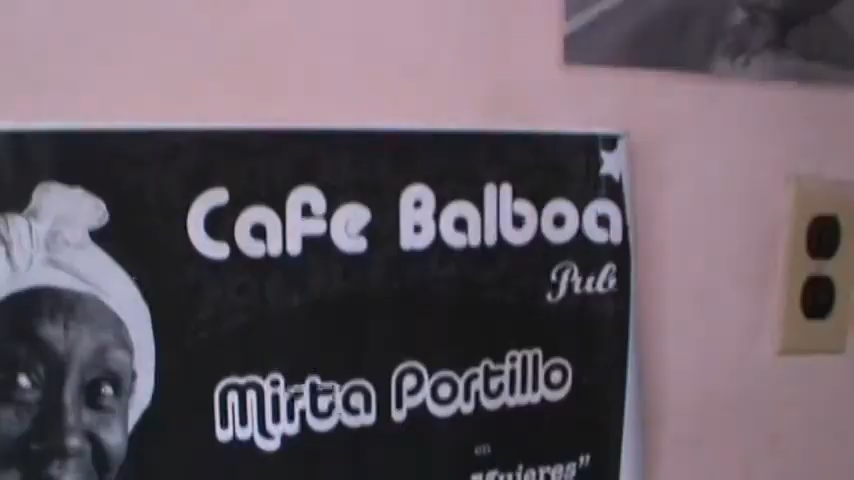 Cafe Balboa
Pub
Mirta Portillo
en
Mujeres"